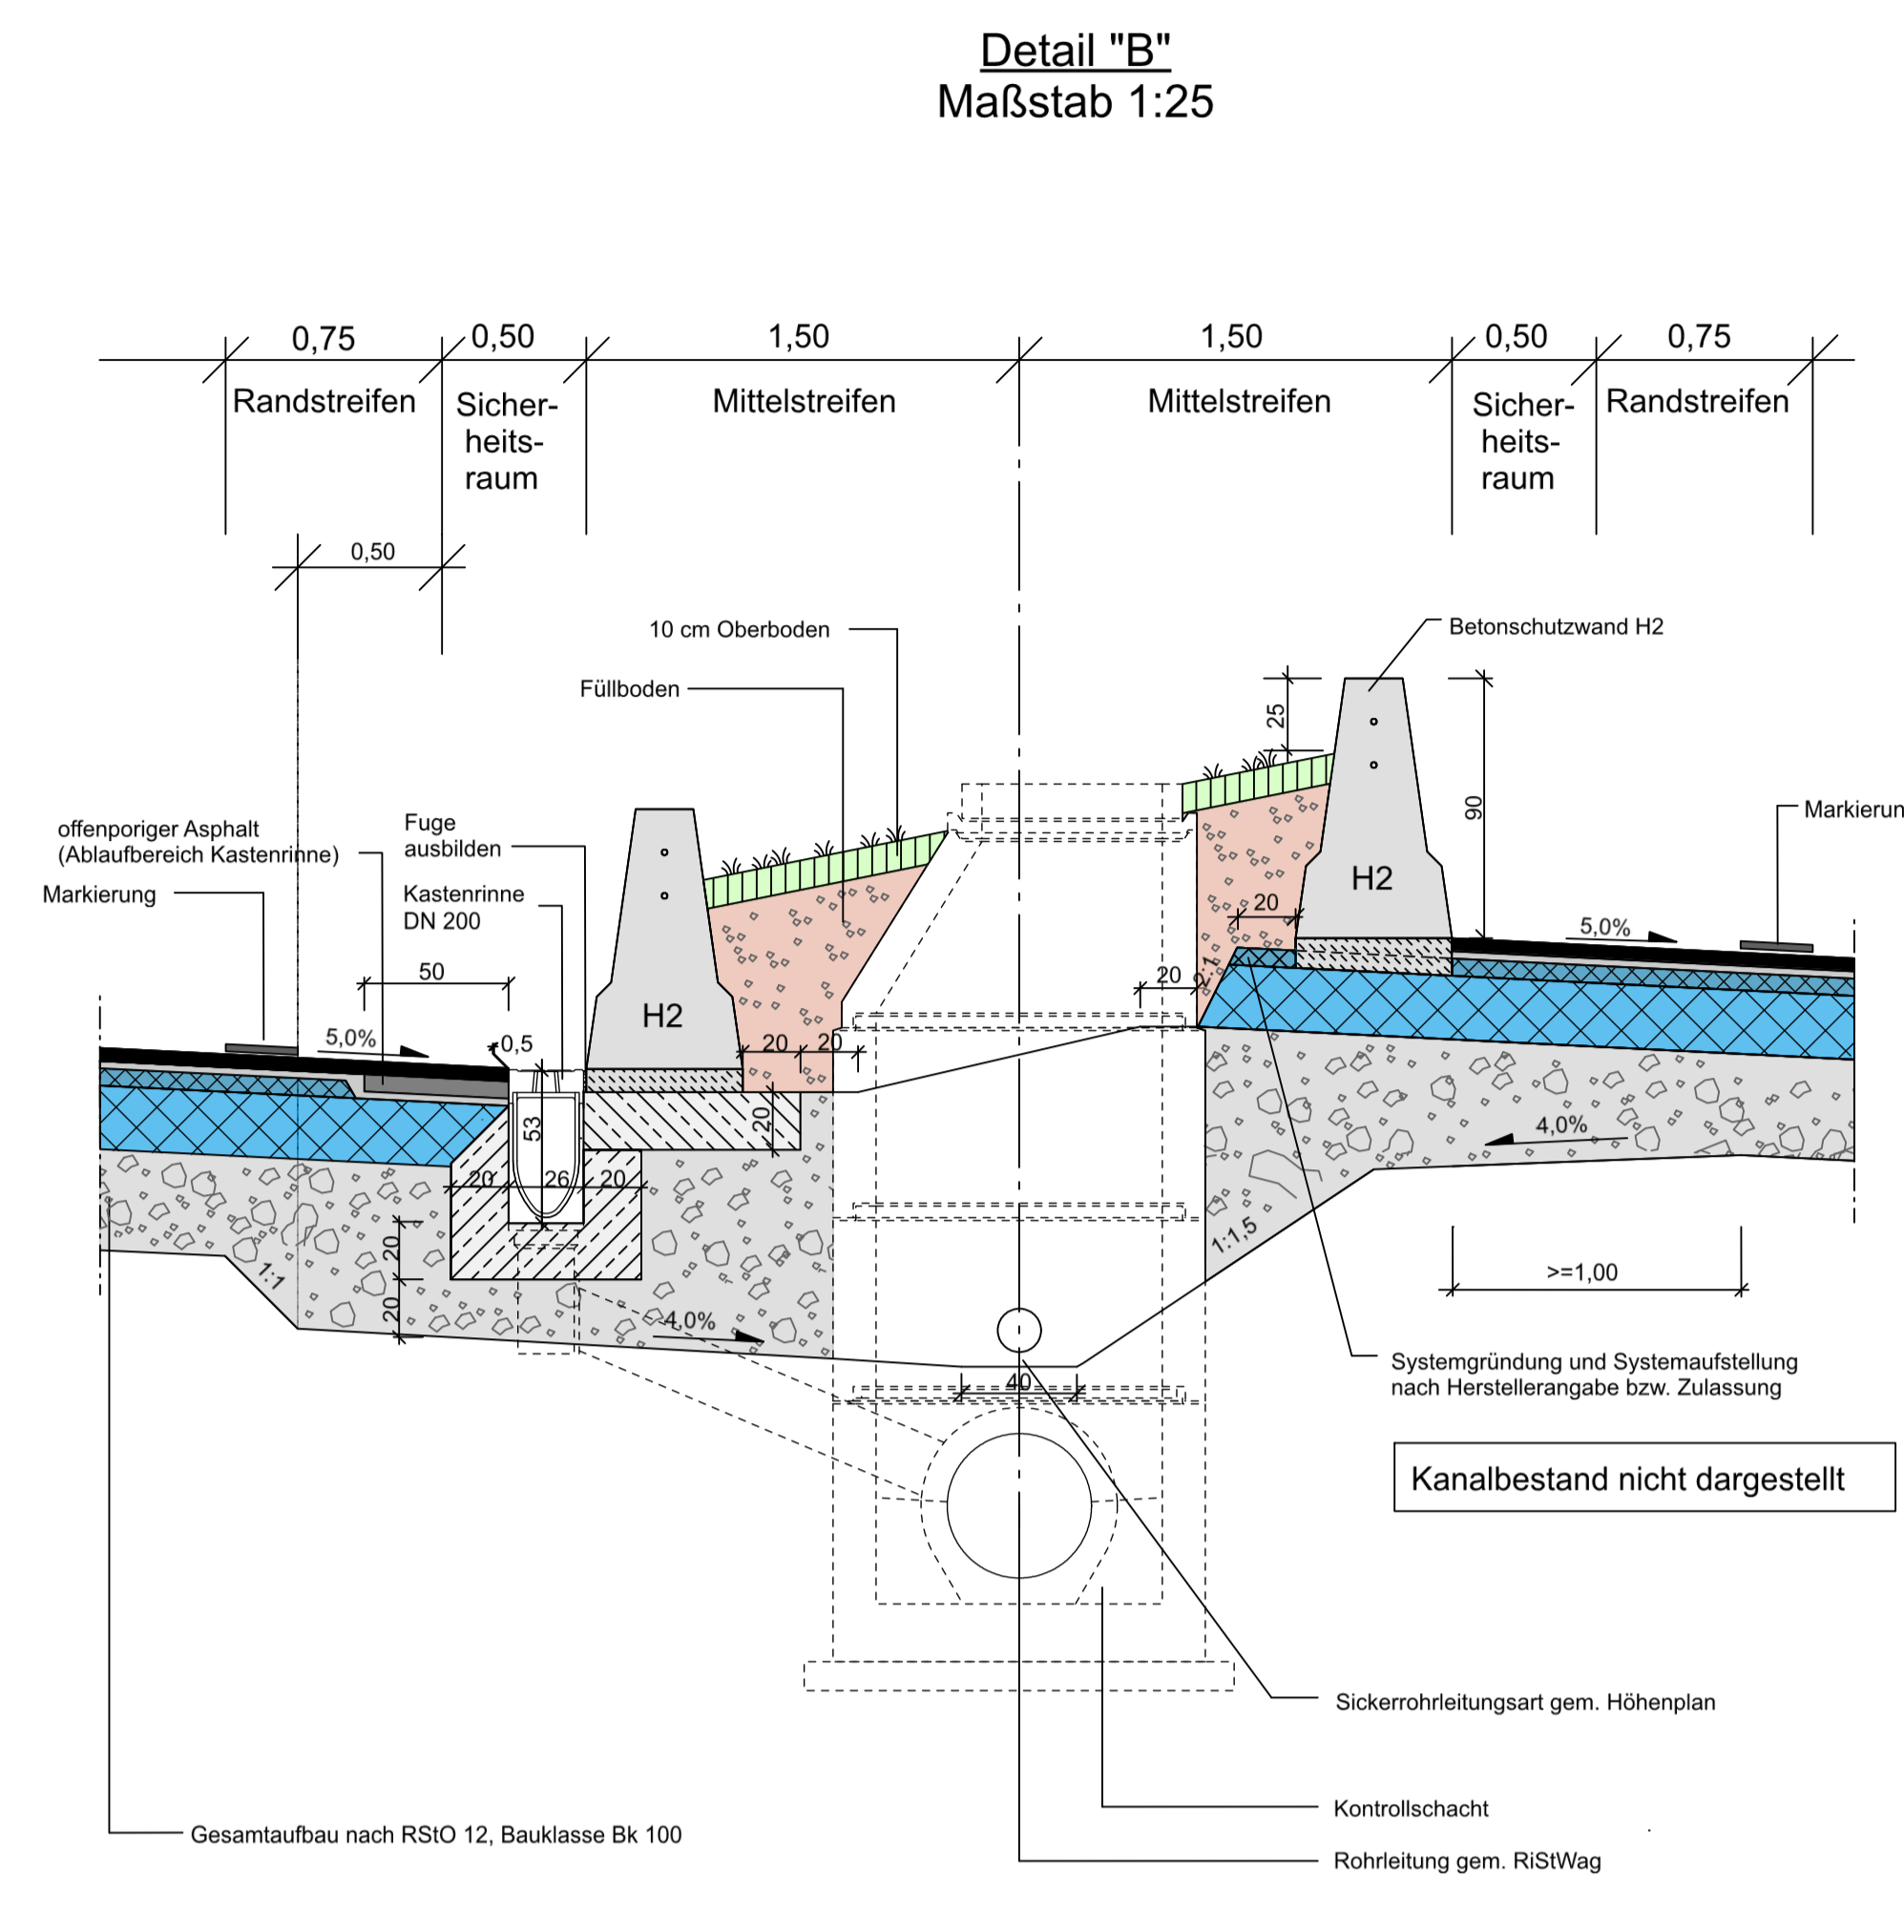 Detail "B"
Maßstab 1:25
0,75
0,50
1,50
1,50
0,50
0,75
Randstreifen
Sicher-
heits-
raum
Mittelstreifen
Mittelstreifen
Sicher-
heits-
raum
Randstreifen
0,50
10 cm Oberboden
Füllboden
Betonschutzwand H2
25
90
offenporiger Asphalt
(Ablaufbereich Kastenrinne)
Markierung
Fuge
ausbilden
Kastenrinne
DN 200
Markierun
H2
H2
20
5,0%
20
2:1
50
5,0%
0,5
20
20
20
53
20
26
20
20
20
1:1
4,0%
4,0%
1:1,5
>=1,00
40
Systemgründung und Systemaufstellung
nach Herstellerangabe bzw. Zulassung
Kanalbestand nicht dargestellt
Sickerrohrleitungsart gem. Höhenplan
Kontrollschacht
Gesamtaufbau nach RStO 12, Bauklasse Bk 100
Rohrleitung gem. RiStWag